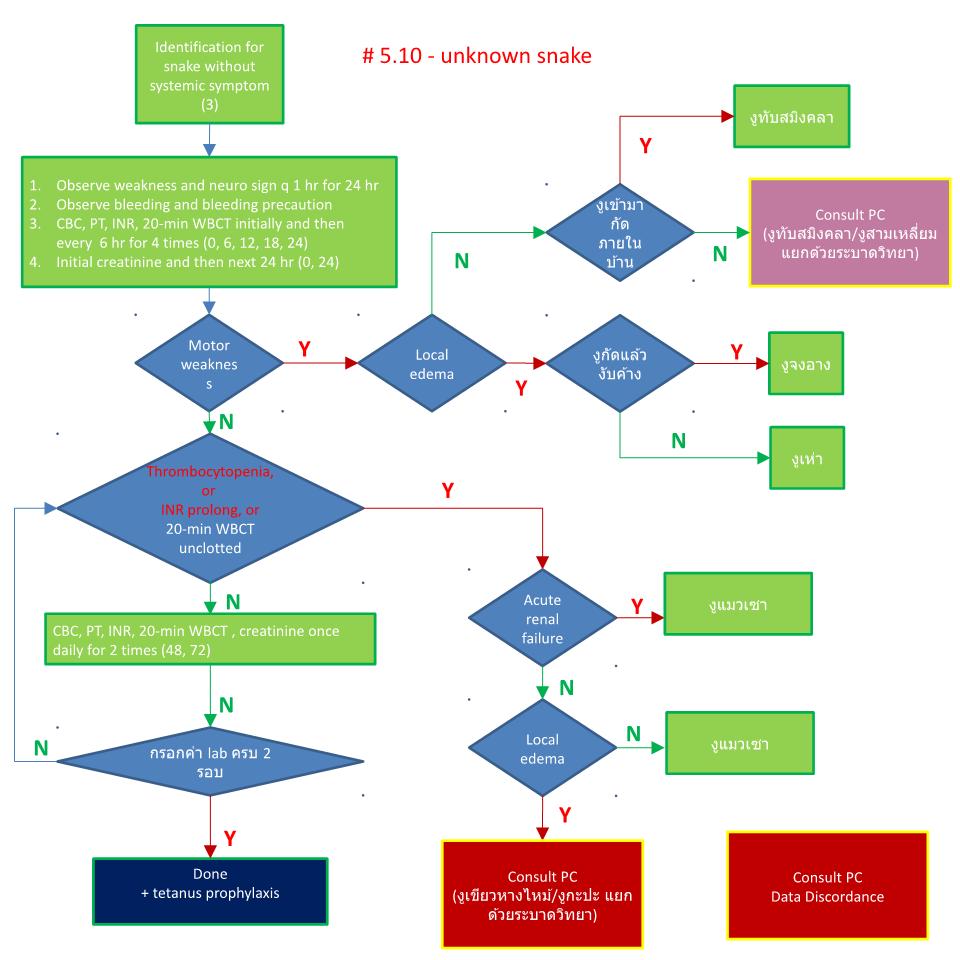 Identification for
snake without
systemic symptom
(3)
# 5.10 - unknown snake
1. Observe weakness and neuro sign q 1 hr for 24 hr
2. Observe bleeding and bleeding precaution
3. CBC, PT, INR, 20-min WBCT initially and then
every 6 hr for 4 times (0, 6, 12, 18, 24)
4. Initial creatinine and then next 24 hr (0, 24)
งูทับสมิงคลา
Y
งูเข้ามา
กัด
ภายใน
บ้าน
N
Consult PC
(งูทับสมิงคลา/งูสามเหลี่ยม
แยกด้วยระบาดวิทยา)
N
Motor
weaknes
s
Y
Local
edema
Y
งูกัดแล้ว
งับค้าง
Y
งูจงอาง
N
งูเห่า
N
Thrombocytopenia,
or
INR prolong, or
20-min WBCT
unclotted
Y
Acute
renal
failure
Y
งูแมวเซา
N
CBC, PT, INR, 20-min WBCT , creatinine once
daily for 2 times (48, 72)
N
N
Local
edema
N
งูแมวเซา
N
กรอกค่า lab ครบ 2
รอบ
Y
Y
Done
+ tetanus prophylaxis
Consult PC
(งูเขียวหางไหม้/งูกะปะ แยก
ด้วยระบาดวิทยา)
Consult PC
Data Discordance